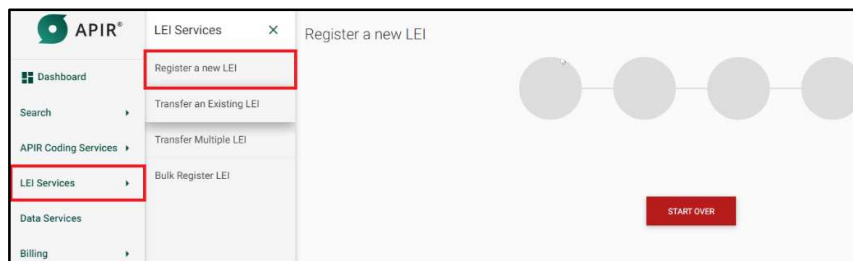 APIR®
Dashboard
Search
APIR Coding Services
LEI Services
Data Services
Billing
LEI Services
Register a new LEI
Transfer an Existing LEI
Transfer Multiple LEI
Bulk Register LEI
Register a new LEI
START OVER